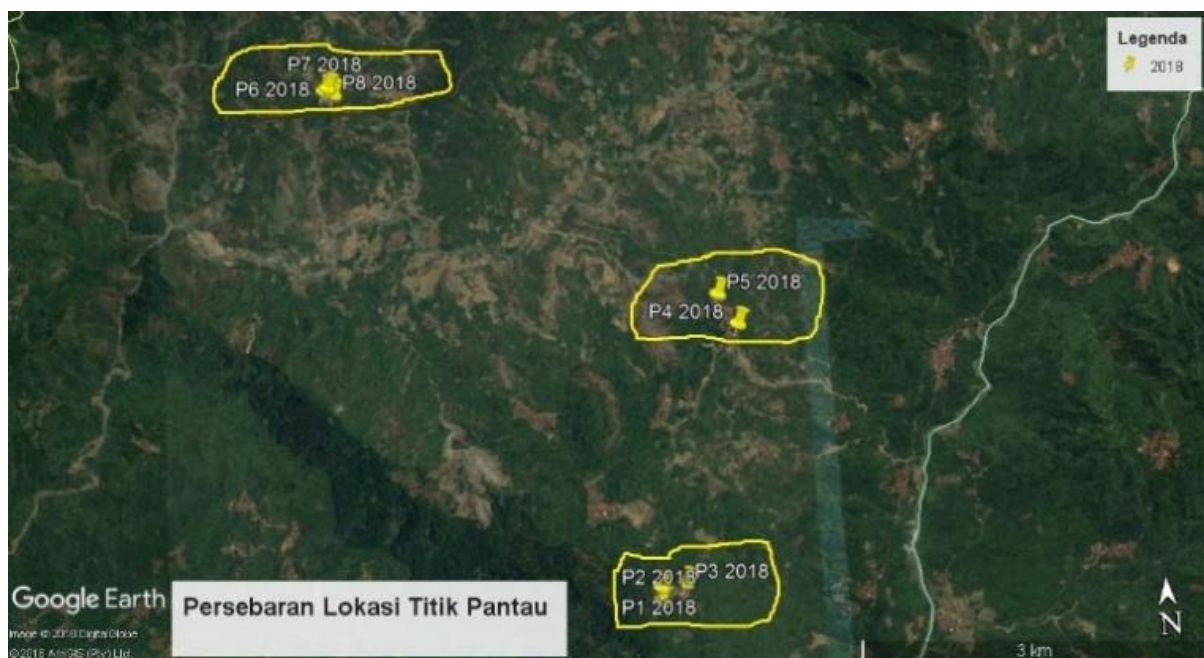 Legenda
2018
P7 2018
P6 2018
P8 2018
P5 2018
P4 2018
P2 2018
P3 2018
P1 2018
Google Earth
Persebaran Lokasi Titik Pantau
Image © 2018 DigitalGlobe
© 2018 AfriGIS (Pty) Ltd.
N
3 km